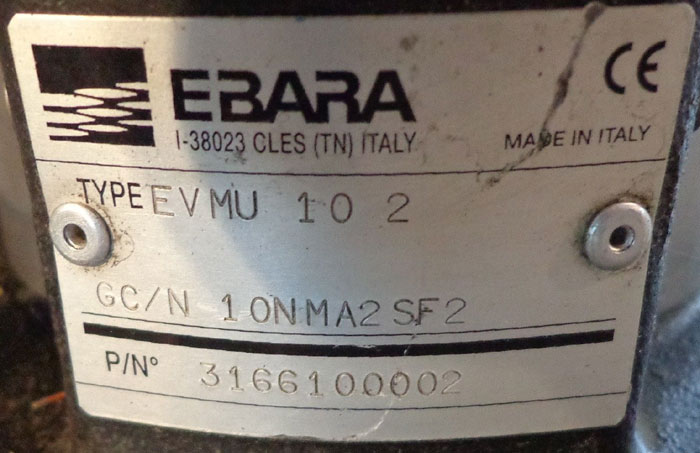 EBARA
CE
I-38023 CLES (TN) ITALY
MADE IN ITALY
TYPE EVMU 10 2
GC/N 10NMA2SF2
P/N° 3166100002